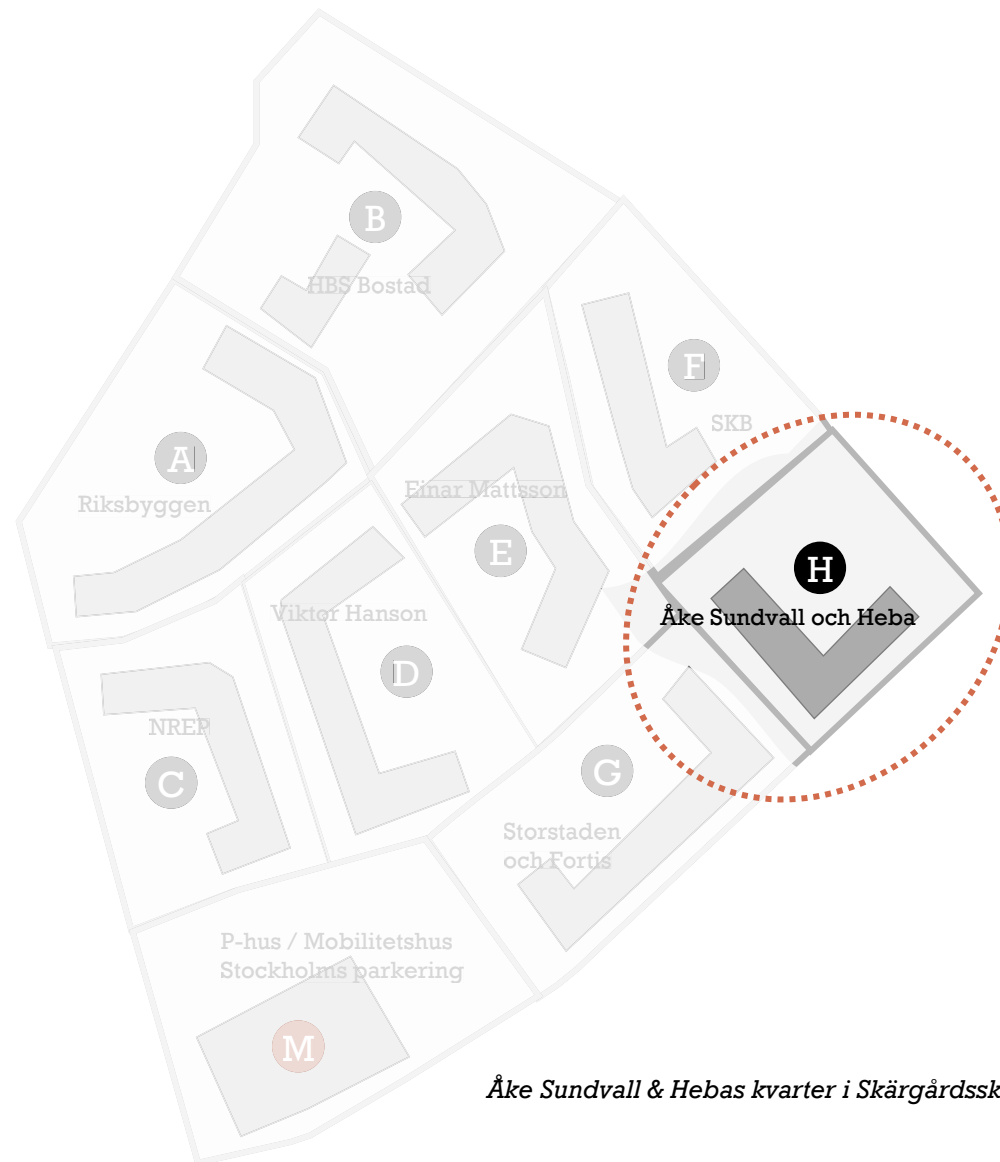 B
HBS Bostad
F
SKB
A
Riksbyggen
Einar Mattsson
E
H
Åke Sundvall och Heba
Viktor Hanson
D
NREP
C
G
Storstaden
och Fortis
P-hus / Mobilitetshus
Stockholms parkering
M
Åke Sundvall & Hebas kvarter i Skärgårdssk